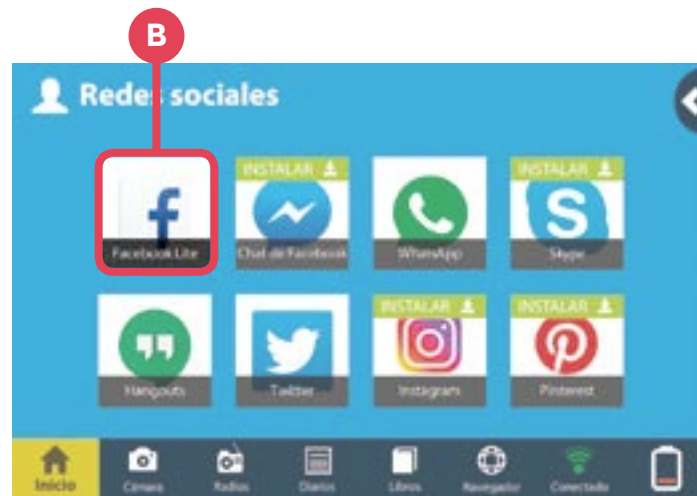 B
Redes sociales
INSTALAR
INSTALAR
Facebook Lite
Chat de Facebook
WhatsApp
Skype
INSTALAR
INSTALAR
Hangouts
Twitter
Instagram
Pinterest
Inicio
Cámara
Radios
Diarios
Libros
Navegador
Conectado